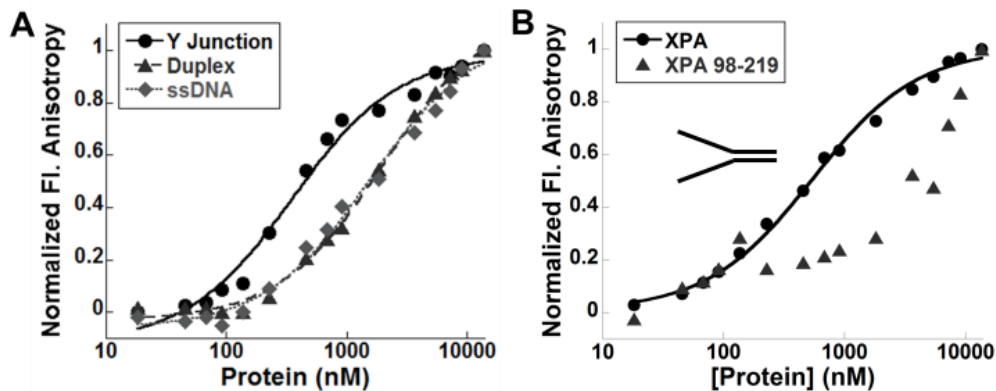 A
Normalized Fl. Anisotropy
1
0.8
0.6
0.4
0.2
0
Y Junction
Duplex
ssDNA
10
100
1000
10000
Protein (nM)
B
Normalized Fl. Anisotropy
1
0.8
0.6
0.4
0.2
0
XPA
XPA 98-219
10
100
1000
10000
[Protein] (nM)